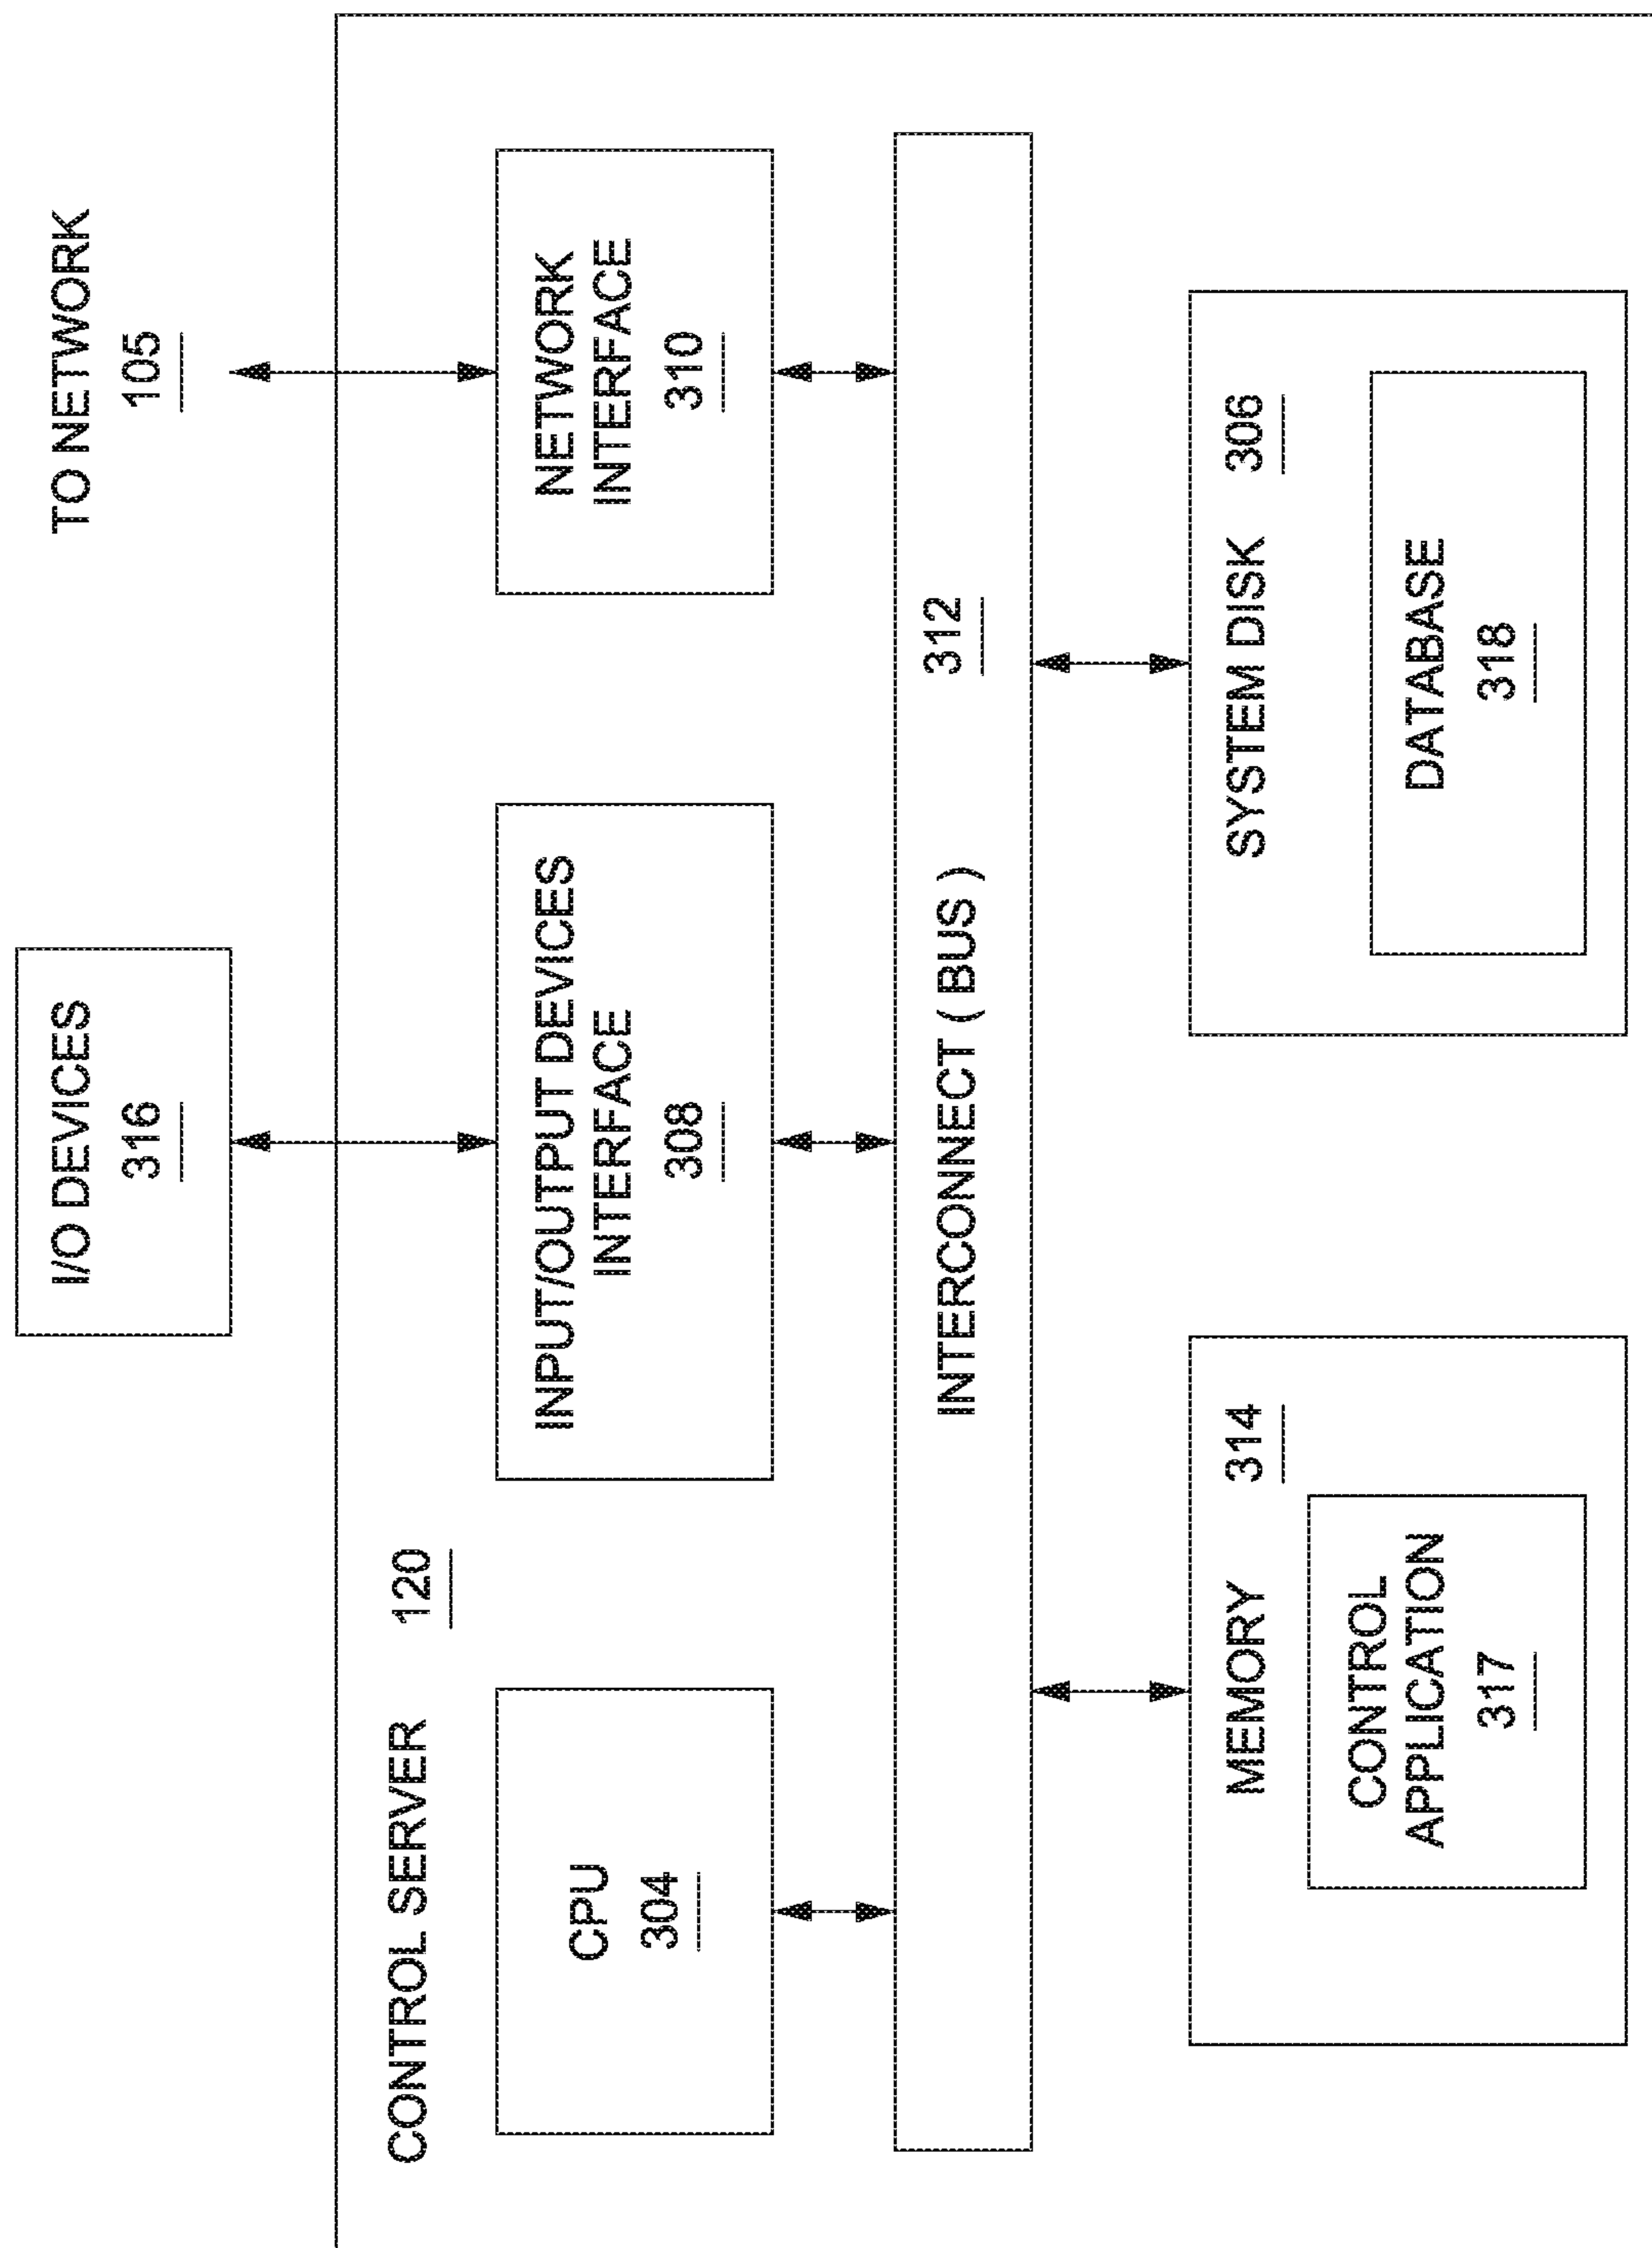 I/O DEVICES
316
TO NETWORK
105
CONTROL SERVER 120
CPU
304
INPUT/OUTPUT DEVICES
INTERFACE
308
NETWORK
INTERFACE
310
INTERCONNECT ( BUS ) 312
MEMORY 314
CONTROL
APPLICATION
317
SYSTEM DISK 306
DATABASE
318